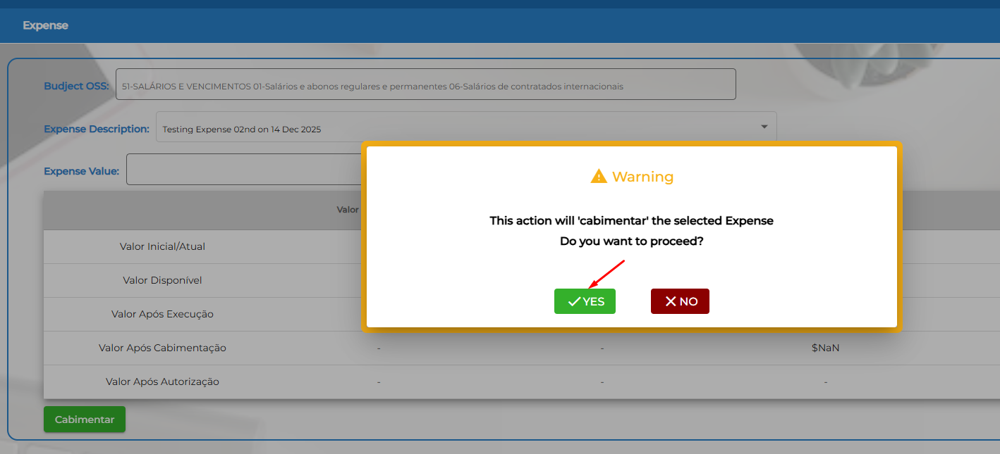 Expense
Budject OSS: 51-SALÁRIOS E VENCIMENTOS 01-Salários e abonos regulares e permanentes 06-Salários de contratados internacionais
Expense Description: Testing Expense 02nd on 14 Dec 2025
Expense Value:
Warning
This action will 'cabimentar' the selected Expense
Do you want to proceed?
YES NO
Valor
Valor Inicial/Atual
Valor Disponível
Valor Após Execução
Valor Após Cabimentação - - $NaN
Valor Após Autorização - - -
Cabimentar